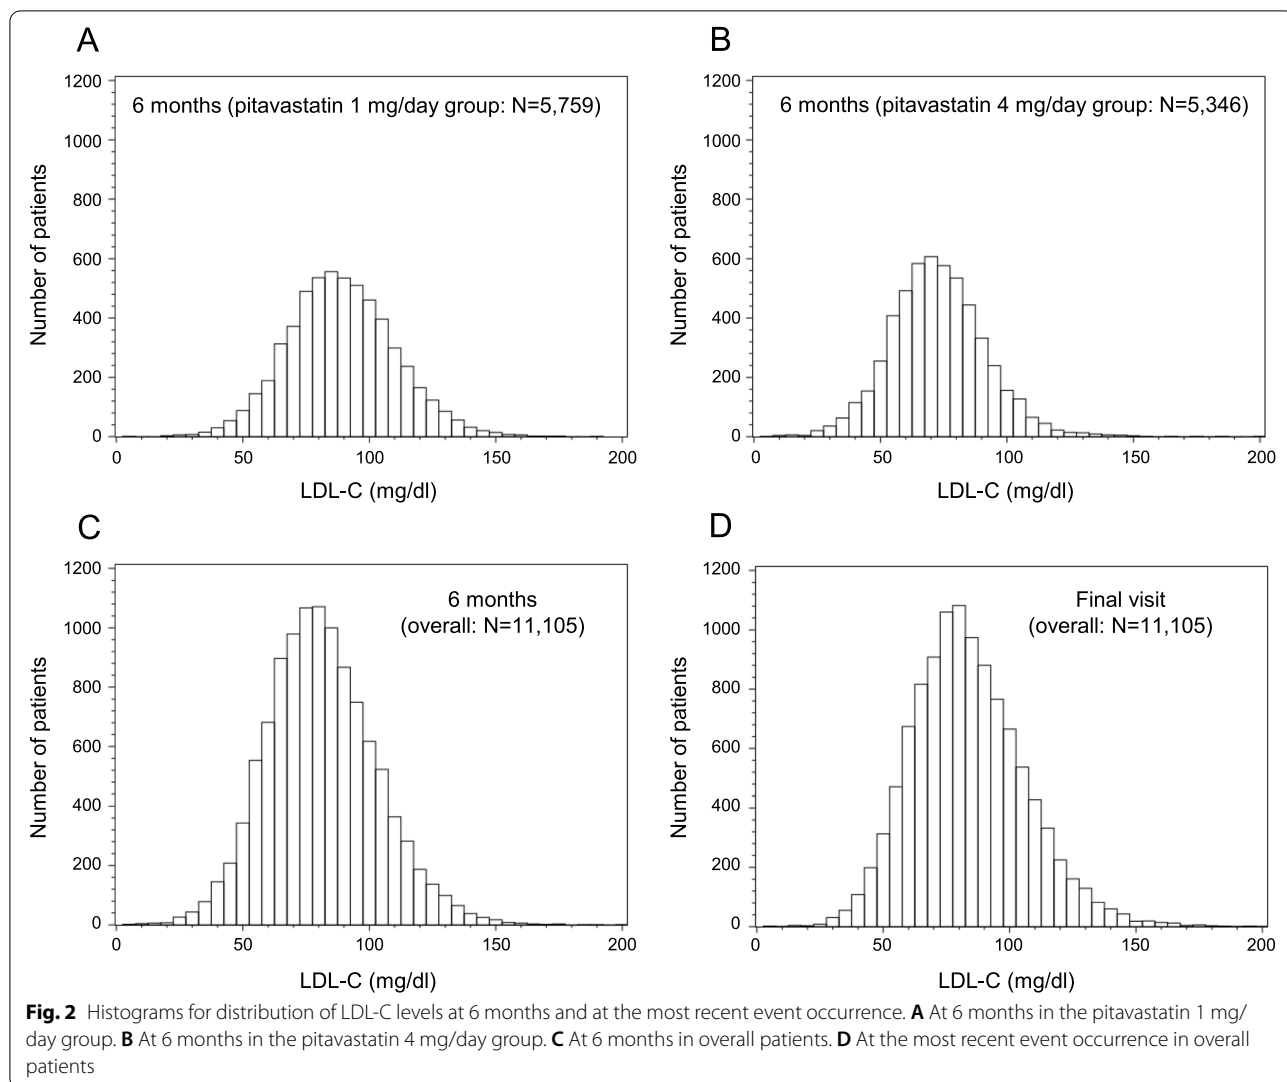 A
1200
1000
800
600
400
200
0
Number of patients
6 months (pitavastatin 1 mg/day group: N=5,759)
0 50 100 150 200
LDL-C (mg/dl)
B
1200
1000
800
600
400
200
0
Number of patients
6 months (pitavastatin 4 mg/day group: N=5,346)
0 50 100 150 200
LDL-C (mg/dl)
C
1200
1000
800
600
400
200
0
Number of patients
6 months
(overall: N=11,105)
0 50 100 150 200
LDL-C (mg/dl)
D
1200
1000
800
600
400
200
0
Number of patients
Final visit
(overall: N=11,105)
0 50 100 150 200
LDL-C (mg/dl)
Fig. 2 Histograms for distribution of LDL-C levels at 6 months and at the most recent event occurrence. A At 6 months in the pitavastatin 1 mg/
day group. B At 6 months in the pitavastatin 4 mg/day group. C At 6 months in overall patients. D At the most recent event occurrence in overall
patients